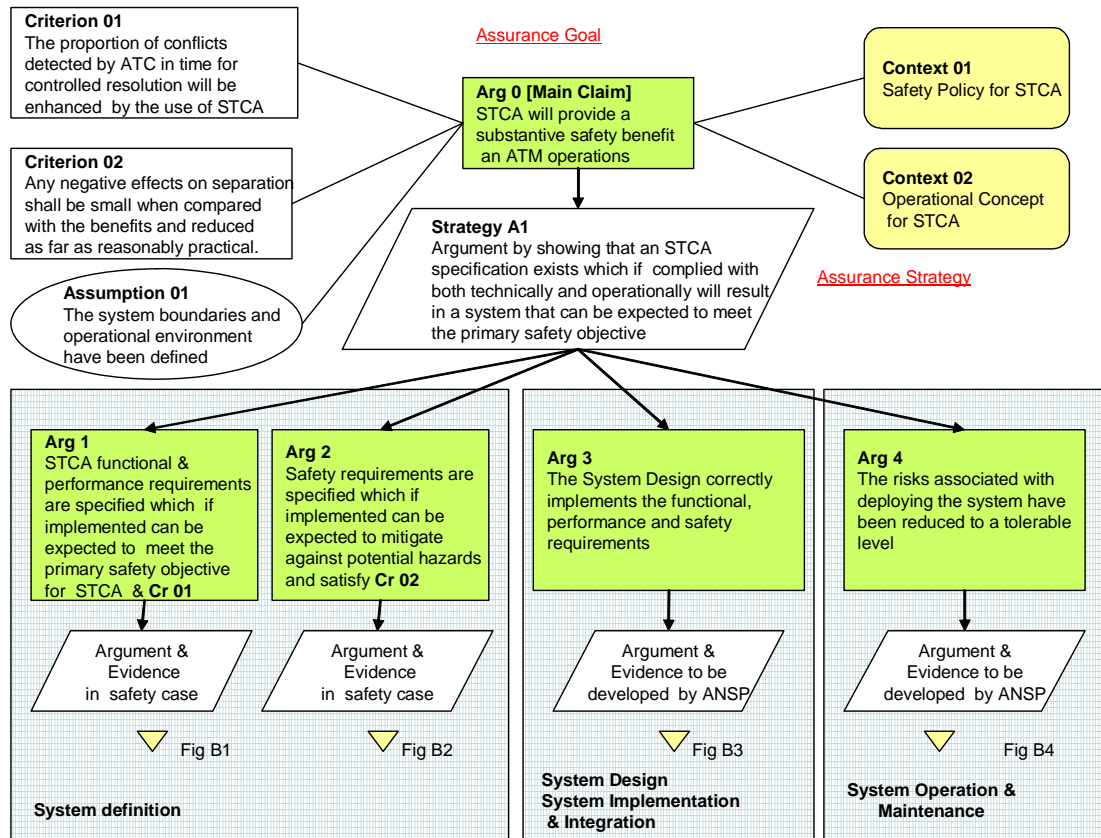 Criterion 01
The proportion of conflicts
detected by ATC in time for
controlled resolution will be
enhanced by the use of STCA
Assurance Goal
Arg 0 [Main Claim]
STCA will provide a
substantive safety benefit
an ATM operations
Context 01
Safety Policy for STCA
Criterion 02
Any negative effects on separation
shall be small when compared
with the benefits and reduced
as far as reasonably practical.
Context 02
Operational Concept
for STCA
Strategy A1
Argument by showing that an STCA
specification exists which if complied with
both technically and operationally will result
in a system that can be expected to meet
the primary safety objective
Assurance Strategy
Assumption 01
The system boundaries and
operational environment
have been defined
Arg 1
STCA functional &
performance requirements
are specified which if
implemented can be
expected to meet the
primary safety objective
for STCA & Cr 01
Arg 2
Safety requirements are
specified which if
implemented can be
expected to mitigate
against potential hazards
and satisfy Cr 02
Arg 3
The System Design correctly
implements the functional,
performance and safety
requirements
Arg 4
The risks associated with
deploying the system have
been reduced to a tolerable
level
Argument &
Evidence
in safety case
Argument &
Evidence
in safety case
Argument &
Evidence to be
developed by ANSP
Argument &
Evidence to be
developed by ANSP
Fig B1
Fig B2
Fig B3
Fig B4
System definition
System Design
System Implementation
& Integration
System Operation &
Maintenance